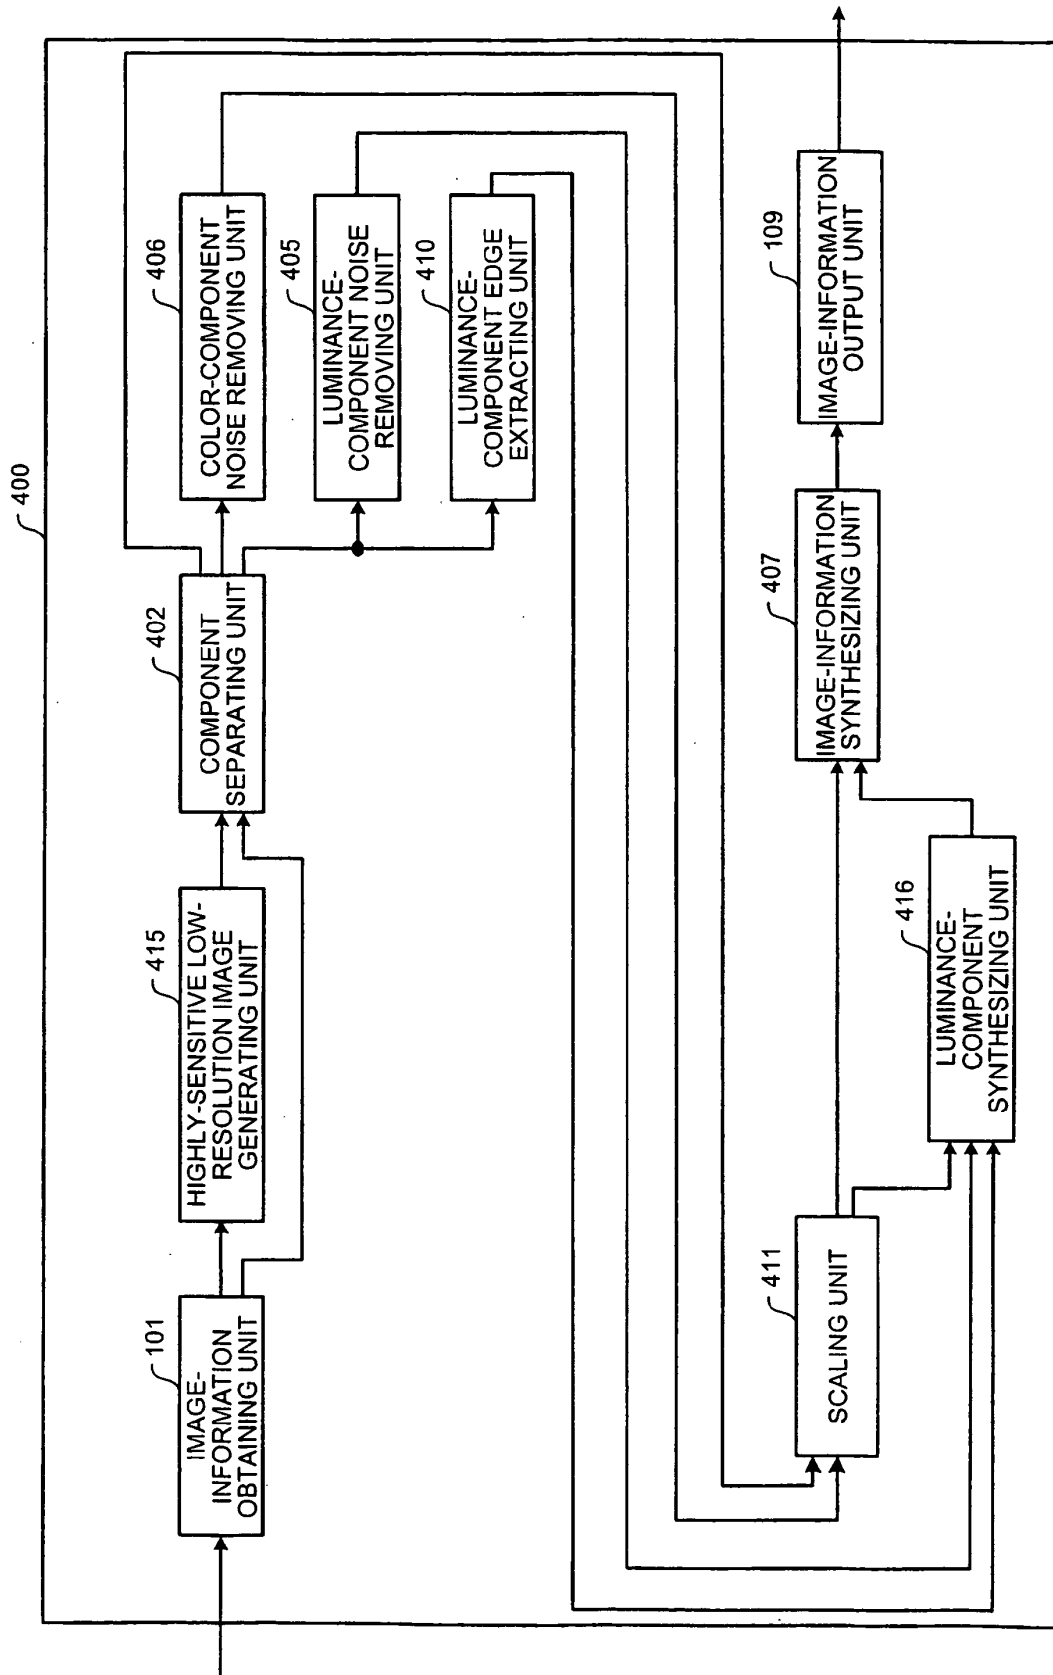 400
101
IMAGE-
INFORMATION
OBTAINING UNIT
415
HIGHLY-SENSITIVE LOW-
RESOLUTION IMAGE
GENERATING UNIT
402
COMPONENT
SEPARATING UNIT
406
COLOR-COMPONENT
NOISE REMOVING UNIT
405
LUMINANCE-
COMPONENT NOISE
REMOVING UNIT
410
LUMINANCE-
COMPONENT EDGE
EXTRACTING UNIT
411
SCALING UNIT
416
LUMINANCE-
COMPONENT
SYNTHESIZING UNIT
407
IMAGE-INFORMATION
SYNTHESIZING UNIT
109
IMAGE-INFORMATION
OUTPUT UNIT